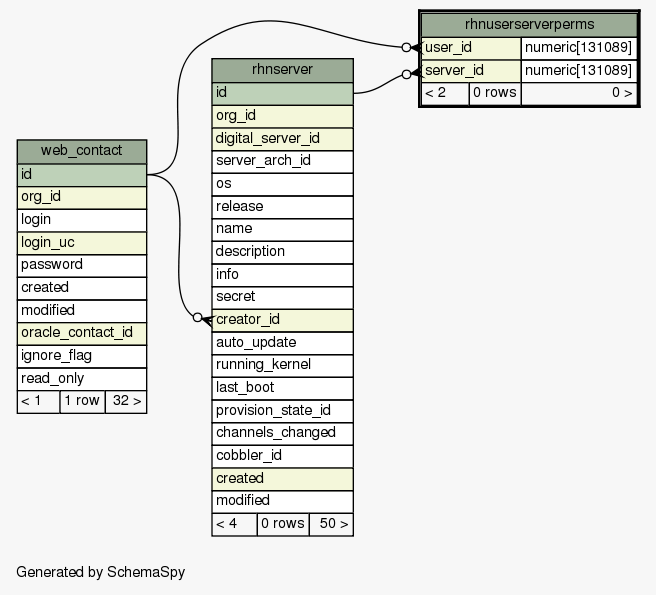 rhnuserserverperms
user_id numeric[131089]
server_id numeric[131089]
< 2 0 rows 0 >
rhnserver
id
org_id
digital_server_id
server_arch_id
os
release
name
description
info
secret
creator_id
auto_update
running_kernel
last_boot
provision_state_id
channels_changed
cobbler_id
created
modified
< 4 0 rows 50 >
web_contact
id
org_id
login
login_uc
password
created
modified
oracle_contact_id
ignore_flag
read_only
< 1 1 row 32 >
Generated by SchemaSpy